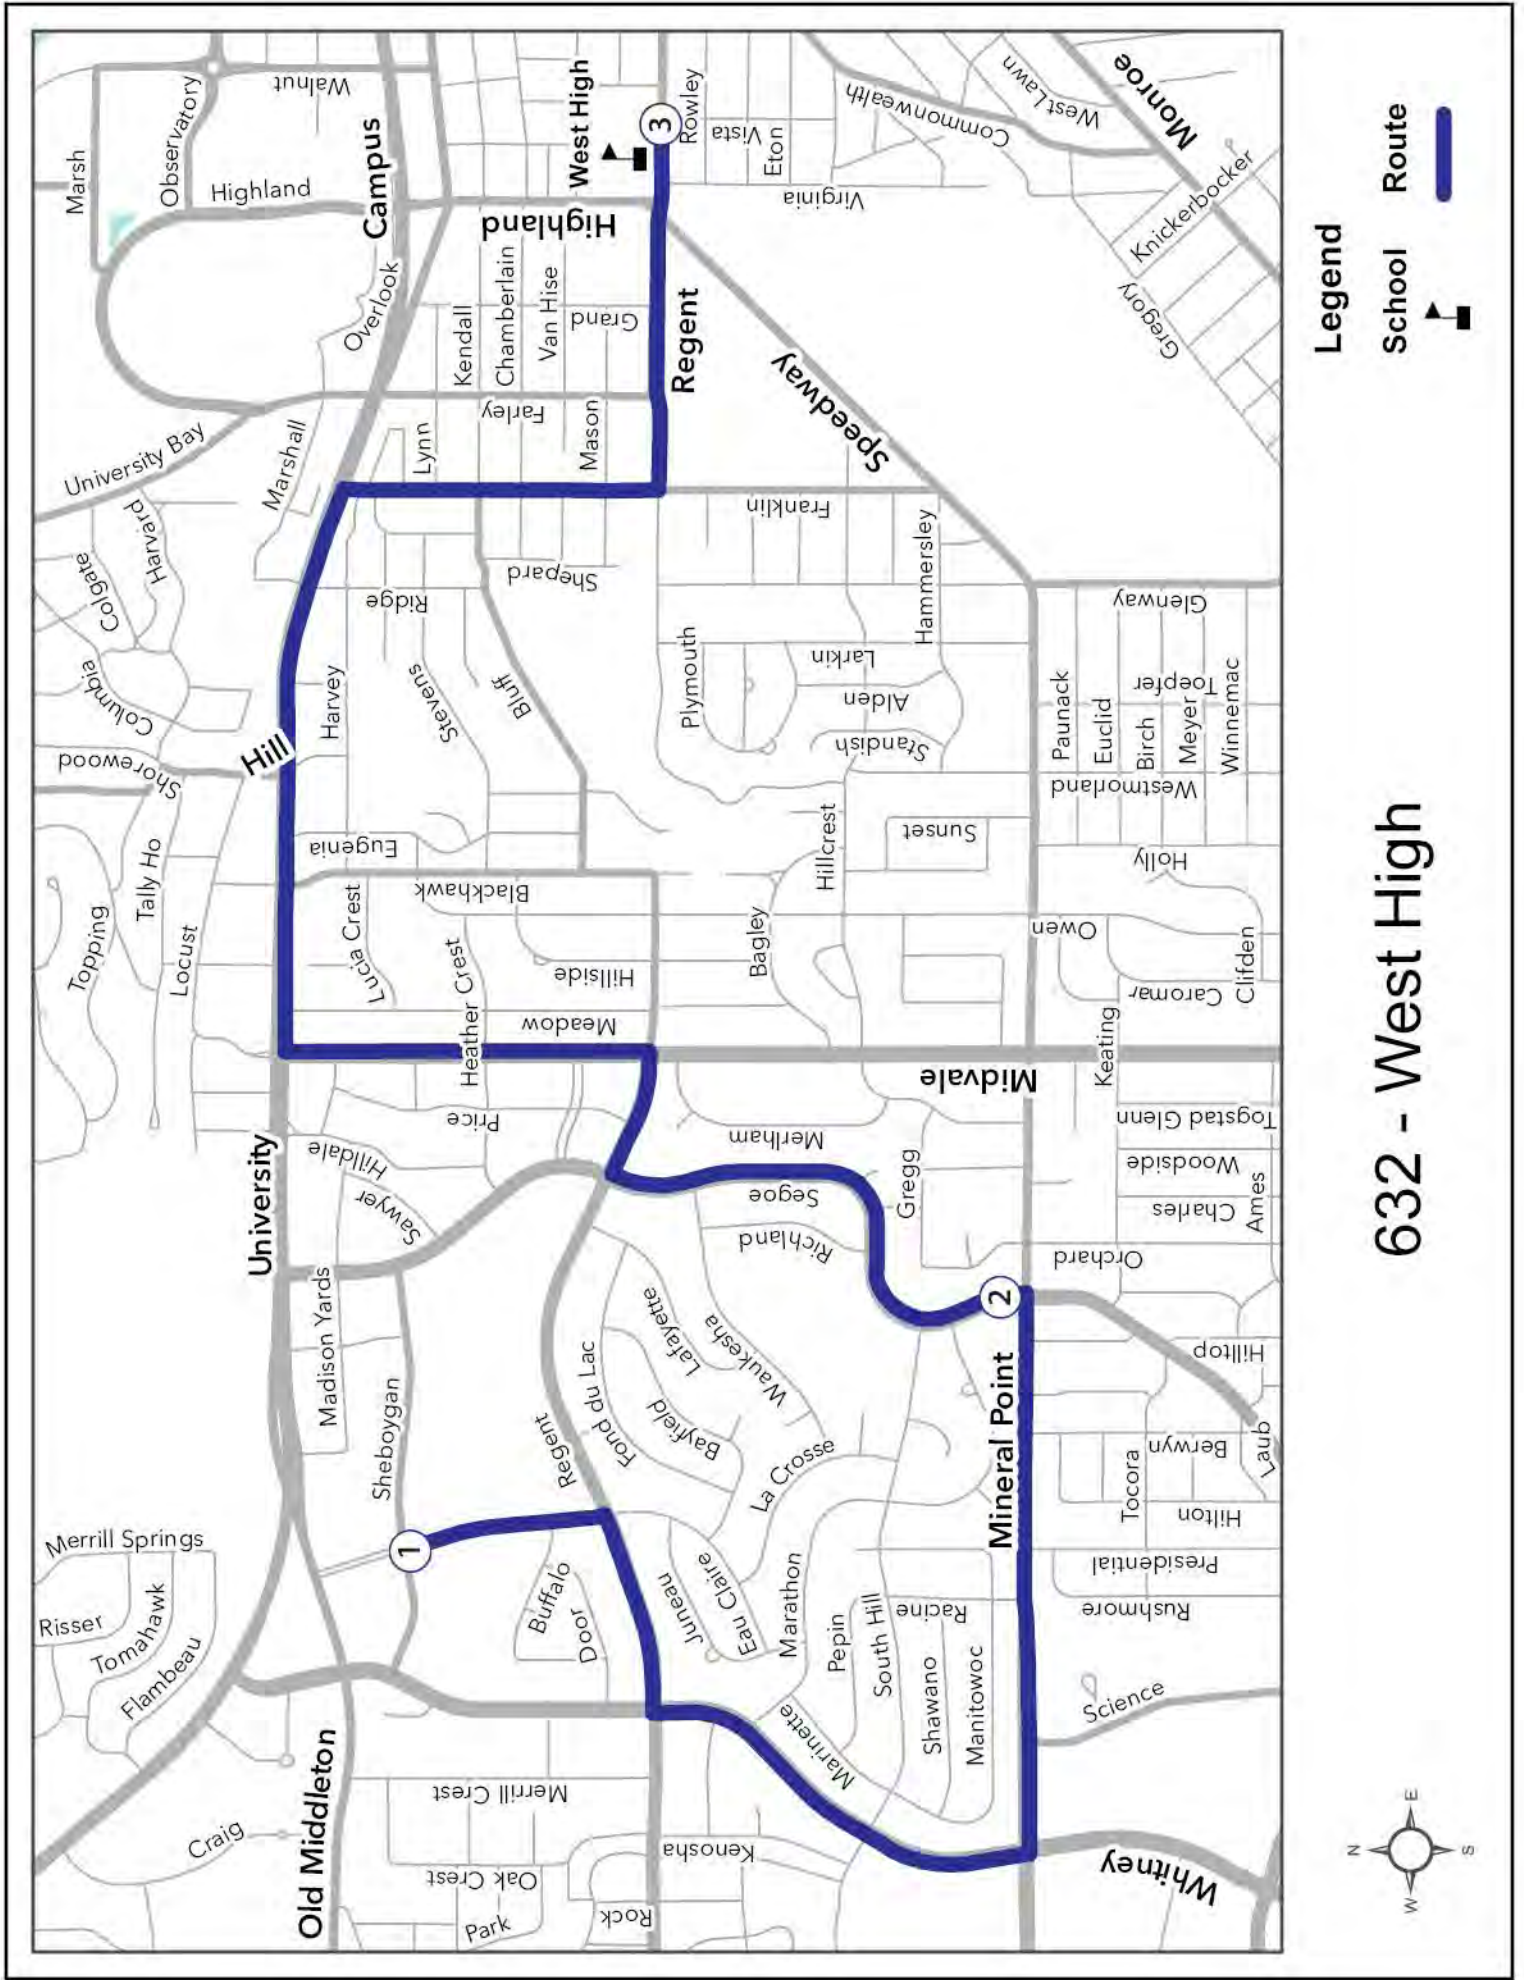 Marsh
Observatory
Walnut
Highland
Campus
West High
3
Rowley
Vista
Eton
Virginia
Commonwealth
West Lawn
Monroe
Knickerbocker
Gregory
Highland
Overlook
Kendall
Chamberlain
Van Hise
Grand
Regent
Speedway
University Bay
Marshall
Lynn
Farley
Mason
Harvard
Colgate
Columbia
Shorewood
Ridge
Shepard
Franklin
Hammersley
Glenway
Harvey
Stevens
Bluff
Plymouth
Larkin
Alden
Standish
Paunack
Euclid
Birch
Toepfer
Meyer
Winnemac
Westmorland
Hill
Topping
Tally Ho
Locust
Eugenia
Blackhawk
Lucia Crest
Heather Crest
Hillside
Meadow
Bagley
Hillcrest
Sunset
Holly
Owen
Caromar
Clifden
Keating
Midvale
University
Hilldale
Sawyer
Price
Merlham
Segoe
Richland
Gregg
Togstad Glenn
Woodside
Charles
Ames
Orchard
2
Madison Yards
Sheboygan
Regent
Fond du Lac
Lafayette
Waukesha
Bayfield
La Crosse
Mineral Point
Hilltop
Berwyn
Laub
Tocora
Hilton
Presidential
Rushmore
Merrill Springs
Risser
Tomahawk
Flambeau
1
Buffalo
Door
Juneau
Eau Claire
Marathon
Pepin
South Hill
Racine
Shawano
Manitowoc
Marinette
Science
Craig
Old Middleton
Merrill Crest
Oak Crest
Park
Rock
Kenosha
Whitney
Legend
School
Route
632 - West High
N
E
S
W